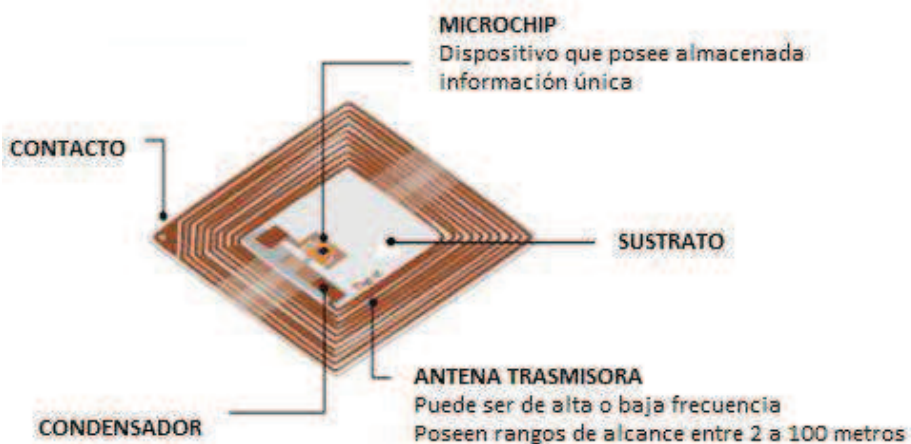 MICROCHIP
Dispositivo que posee almacenada
información única
CONTACTO
SUSTRATO
ANTENA TRASMISORA
Puede ser de alta o baja frecuencia
Poseen rangos de alcance entre 2 a 100 metros
CONDENSADOR